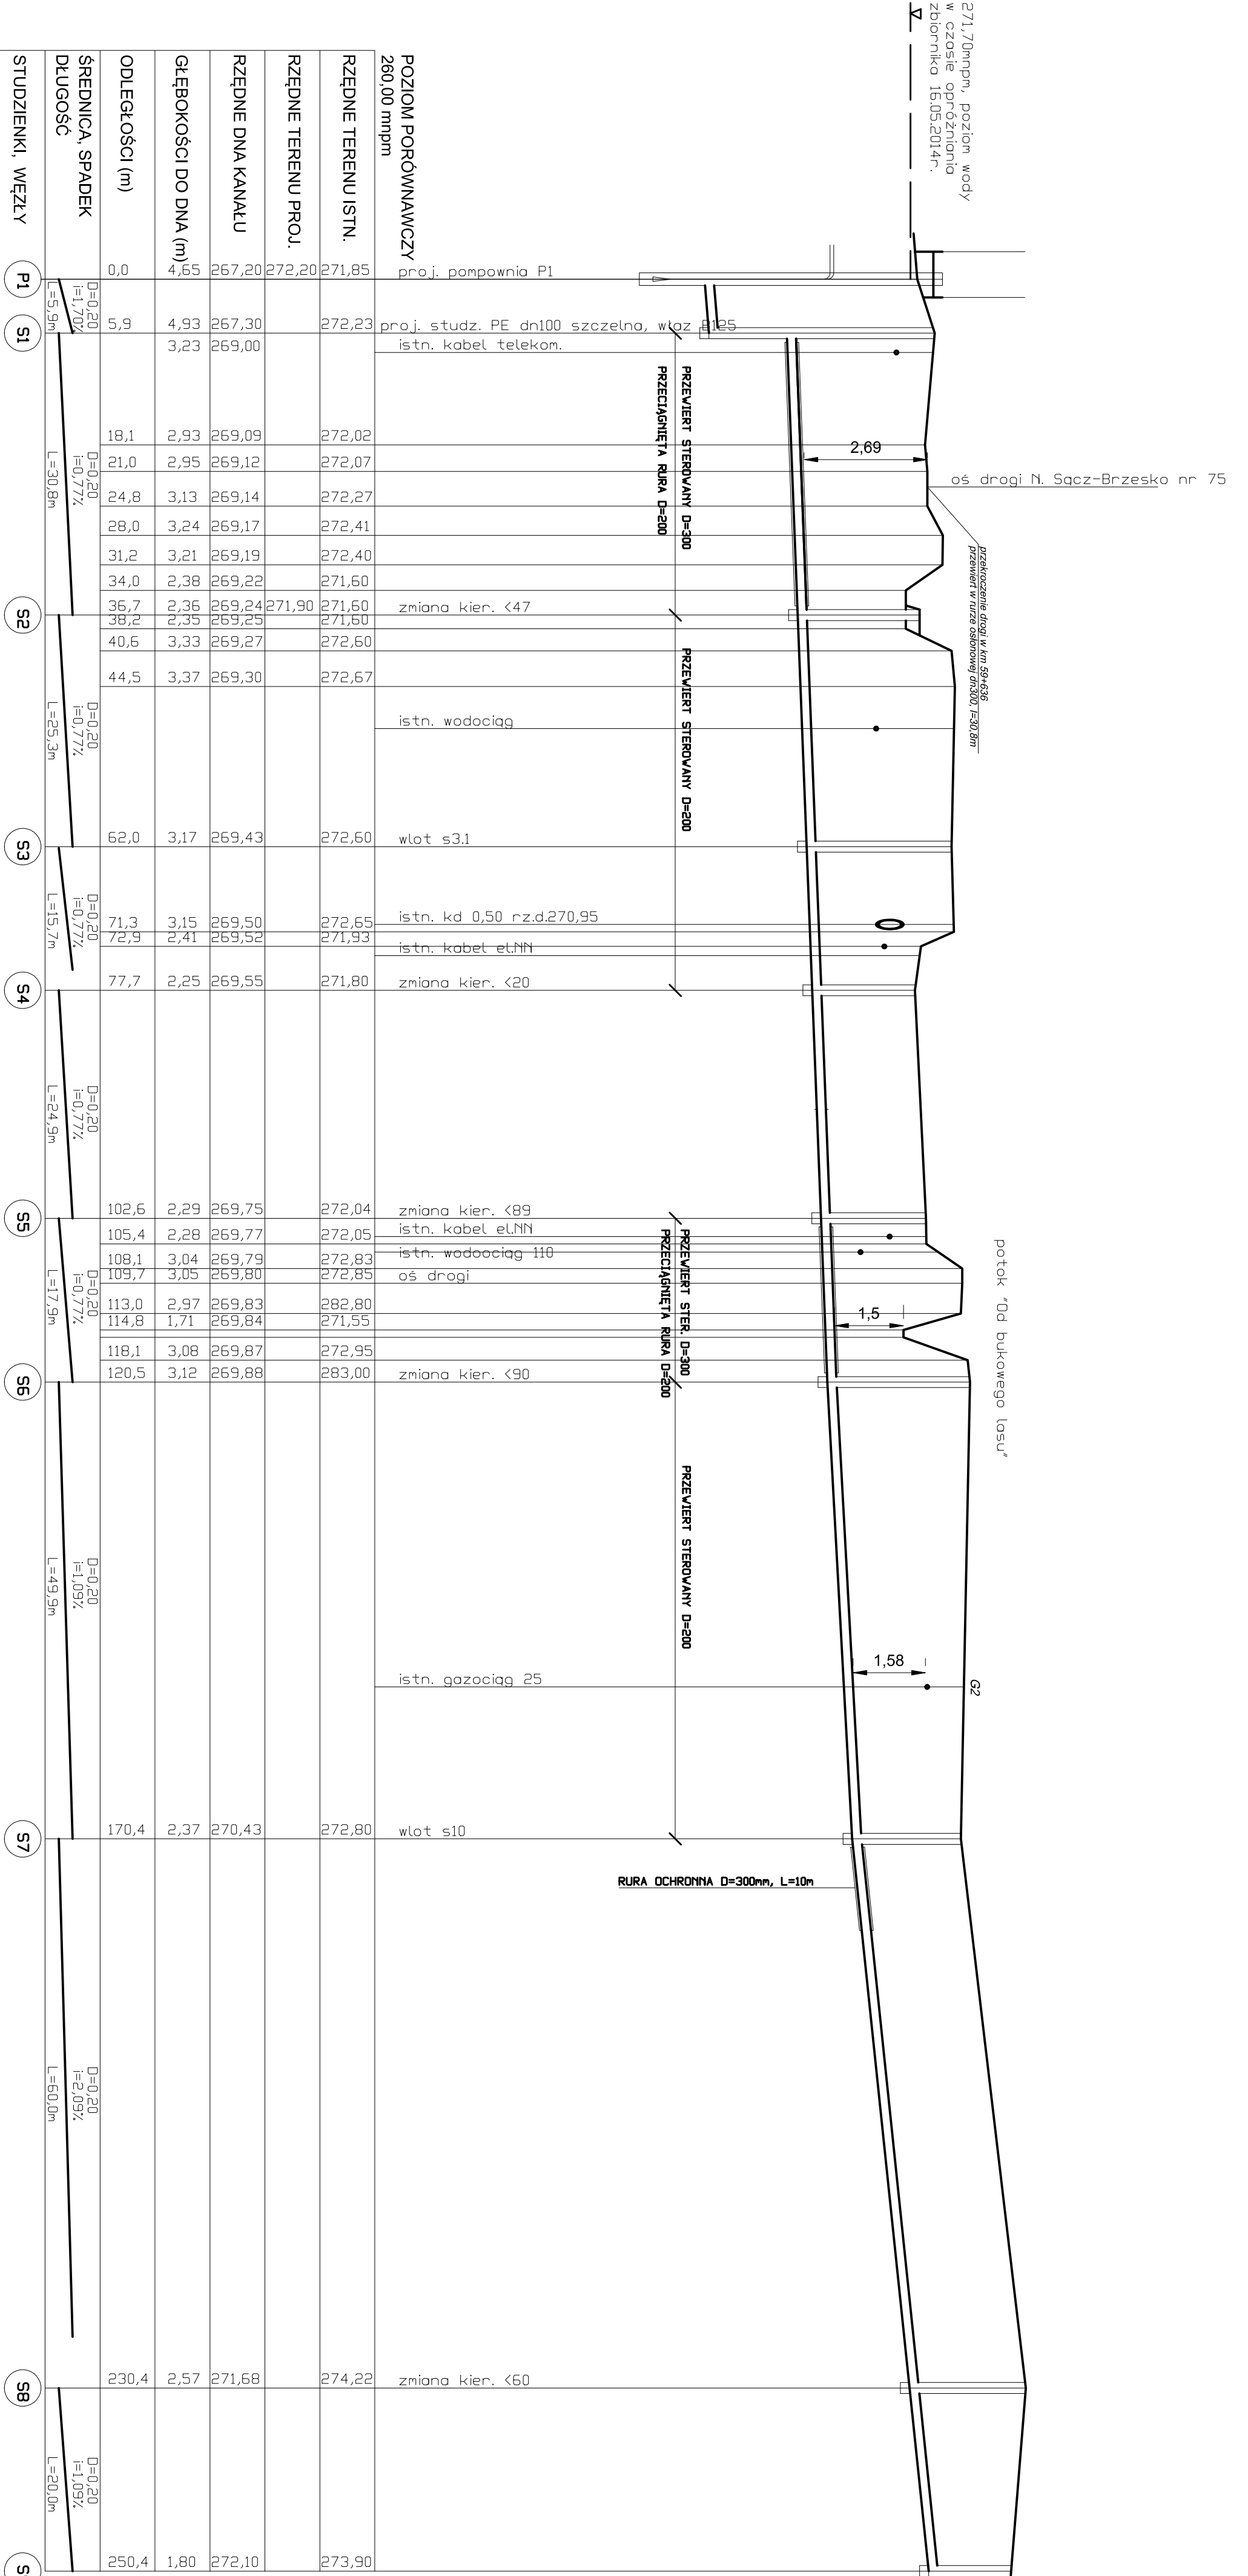 271,70mnpm, poziom wody
w czasie opróżniania
zbiornika 16.05.2014r.
oś drogi N. Sącz-Brzesko nr 75
przekroczenie drogi w km 59+636
przewiert w rurze osłonowej dn300, l=30,8m
potok "Od bukowego lasu"
2,69
1,5
1,58
G2
PRZEWIERT STEROWANY D=300
PRZECIĄGNIĘTA RURA D=200
PRZEWIERT STEROWANY D=200
PRZEWIERT STER. D=300
PRZECIĄGNIĘTA RURA D=200
PRZEWIERT STEROWANY D=200
RURA OCHRONNA D=300mm, L=10m
POZIOM PORÓWNAWCZY
260,00 mnpm
proj. pompownia P1
proj. studz. PE dn100 szczelna, właz D125
istn. kabel telekom.
zmiana kier. <47
istn. wodociąg
wlot s3.1
istn. kd 0,50 rz.d.270,95
istn. kabel el.NN
zmiana kier. <20
zmiana kier. <89
istn. kabel el.NN
istn. wodoociąg 110
oś drogi
zmiana kier. <90
istn. gazociąg 25
wlot s10
zmiana kier. <60
RZĘDNE TERENU ISTN.
271,85
272,23
272,02
272,07
272,27
272,41
272,40
271,60
271,60
271,60
272,60
272,67
272,60
272,65
271,93
271,80
272,04
272,05
272,83
272,85
282,80
271,55
272,95
283,00
272,80
274,22
273,90
RZĘDNE TERENU PROJ.
272,20
271,90
RZĘDNE DNA KANAŁU
267,20
267,30
269,00
269,09
269,12
269,14
269,17
269,19
269,22
269,24
269,25
269,27
269,30
269,43
269,50
269,52
269,55
269,75
269,77
269,79
269,80
269,83
269,84
269,87
269,88
270,43
271,68
272,10
GŁĘBOKOŚCI DO DNA (m)
4,65
4,93
3,23
2,93
2,95
3,13
3,24
3,21
2,38
2,36
2,35
3,33
3,37
3,17
3,15
2,41
2,25
2,29
2,28
3,04
3,05
2,97
1,71
3,08
3,12
2,37
2,57
1,80
ODLEGŁOŚCI (m)
0,0
5,9
18,1
21,0
24,8
28,0
31,2
34,0
36,7
38,2
40,6
44,5
62,0
71,3
72,9
77,7
102,6
105,4
108,1
109,7
113,0
114,8
118,1
120,5
170,4
230,4
250,4
ŚREDNICA, SPADEK
DŁUGOŚĆ
D=0,20
i=1,70%
L=5,9m
D=0,20
i=0,77%
L=30,8m
D=0,20
i=0,77%
L=25,3m
D=0,20
i=0,77%
L=15,7m
D=0,20
i=0,77%
L=24,9m
D=0,20
i=0,77%
L=17,9m
D=0,20
i=1,09%
L=49,9m
D=0,20
i=2,09%
L=60,0m
D=0,20
i=1,09%
L=20,0m
STUDZIENKI, WĘZŁY
P1
S1
S2
S3
S4
S5
S6
S7
S8
S